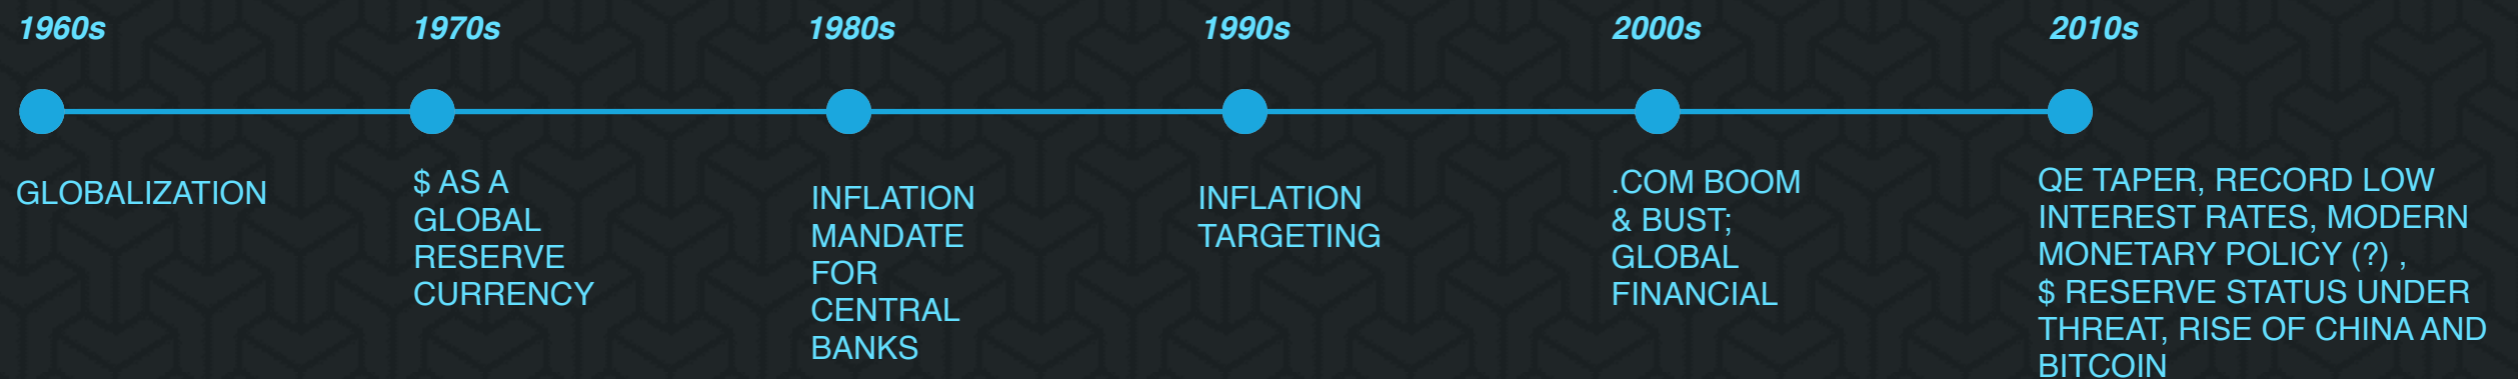 1960s
GLOBALIZATION
1970s
$ AS A
GLOBAL
RESERVE
CURRENCY
1980s
INFLATION
MANDATE
FOR
CENTRAL
BANKS
1990s
INFLATION
TARGETING
2000s
.COM BOOM
& BUST;
GLOBAL
FINANCIAL
2010s
QE TAPER, RECORD LOW
INTEREST RATES, MODERN
MONETARY POLICY (?) ,
$ RESERVE STATUS UNDER
THREAT, RISE OF CHINA AND
BITCOIN